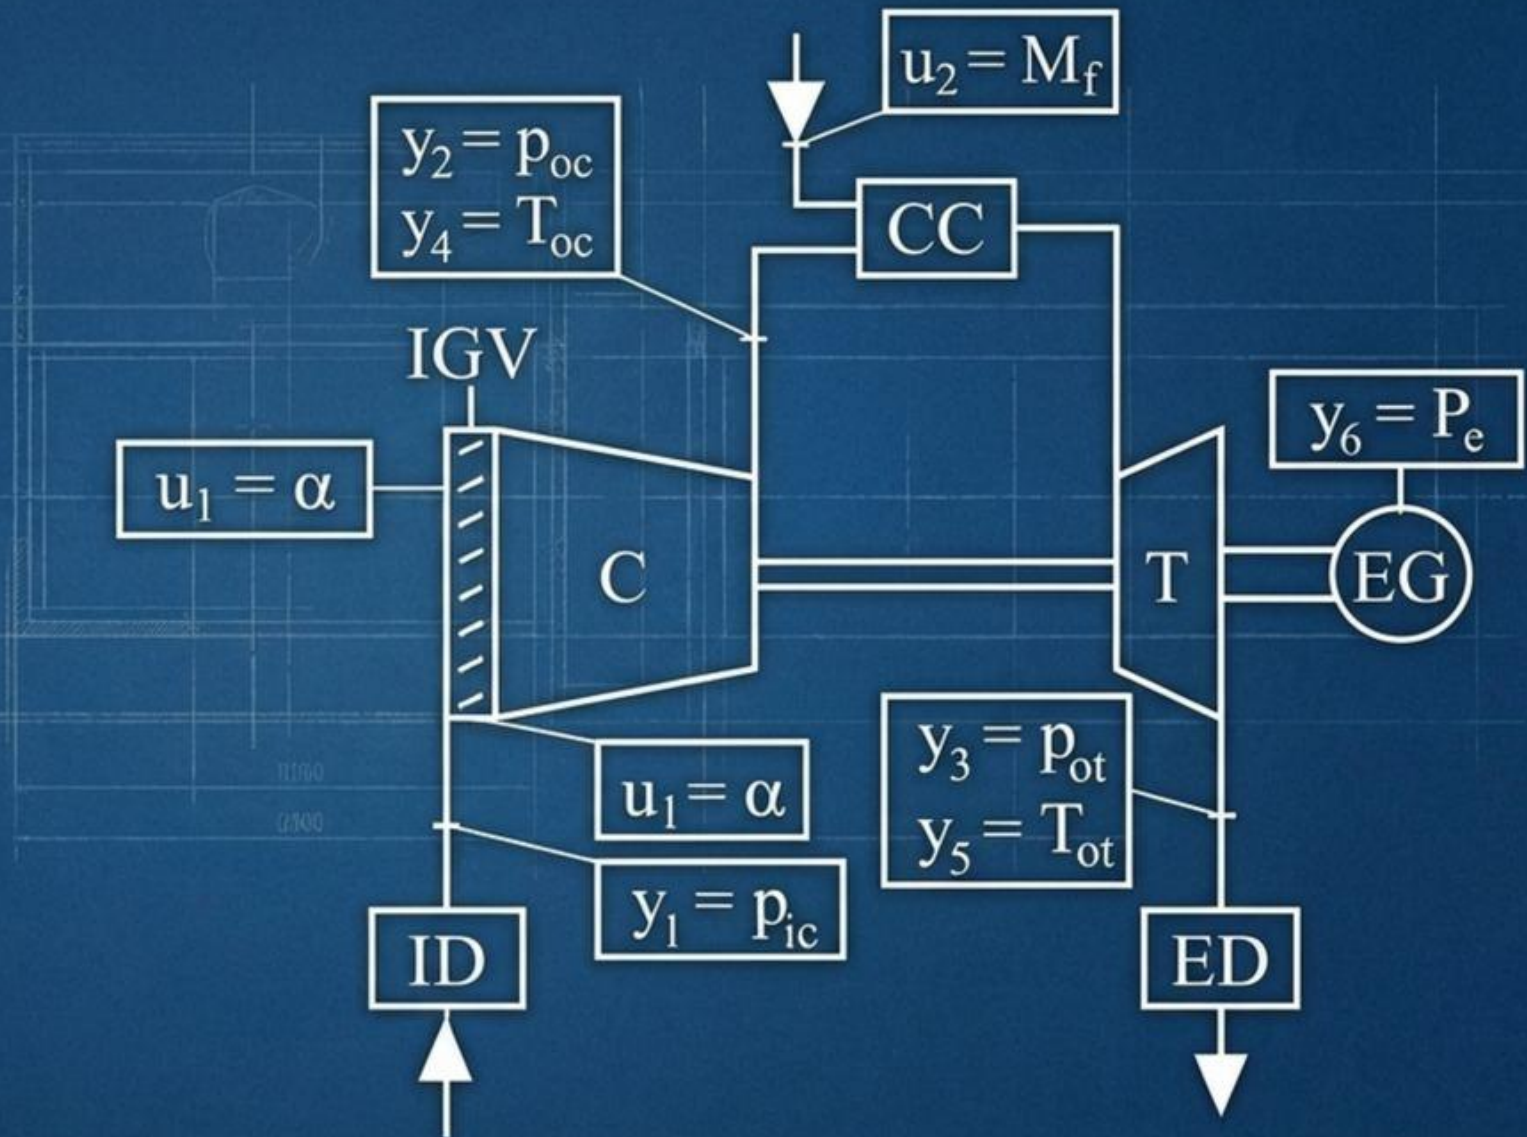 u₂ = M_f
y₂ = p_oc
y₄ = T_oc
CC
IGV
y₆ = P_e
u₁ = α
C
T
EG
y₃ = p_ot
y₅ = T_ot
u₁ = α
y₁ = p_ic
ID
ED